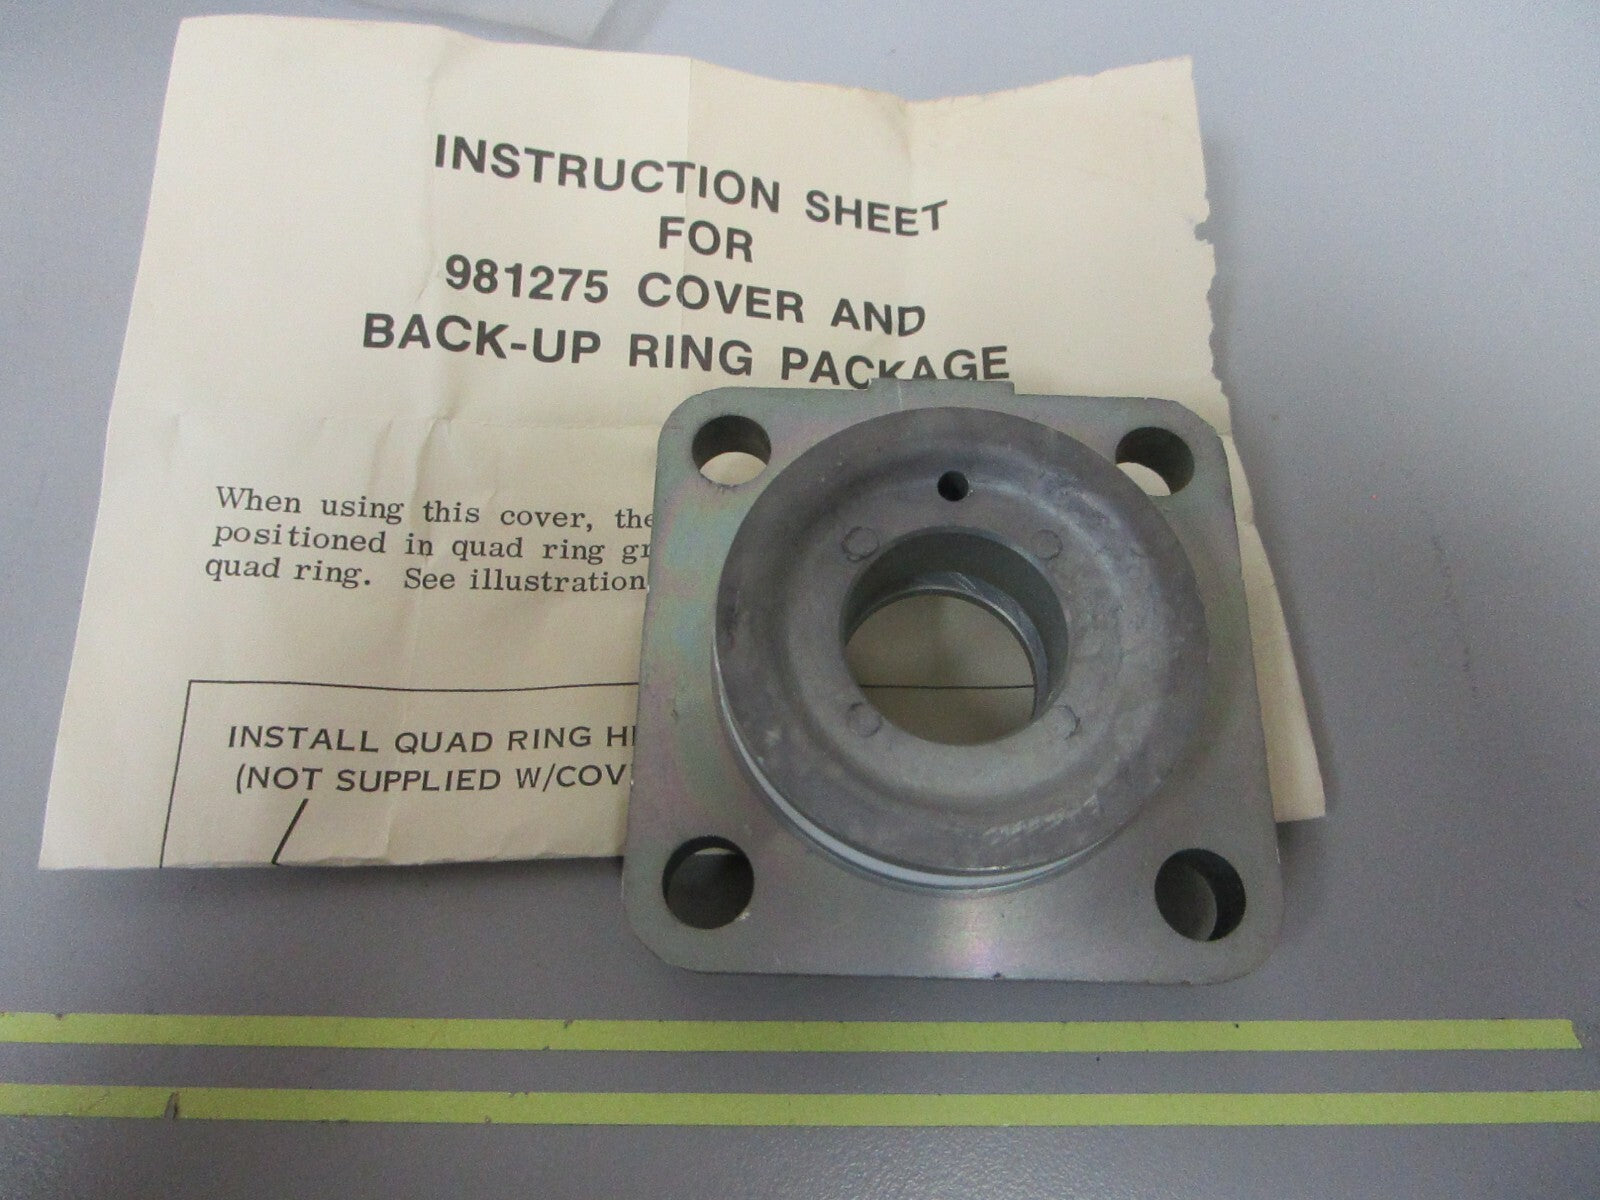 INSTRUCTION SHEET
FOR
981275 COVER AND
BACK-UP RING PACKAGE
When using this cover, the
positioned in quad ring
quad ring. See illustration
INSTALL QUAD RING
(NOT SUPPLIED